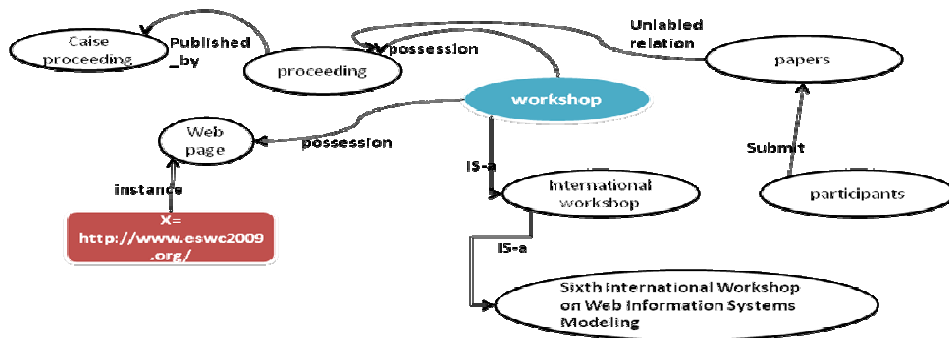 Caise
proceeding
Published
_by
proceeding
possession
Unlabled
relation
papers
workshop
Web
page
possession
instance
X=
http://www.eswc2009
.org/
IS-a
International
workshop
Submit
participants
IS-a
Sixth International Workshop
on Web Information Systems
Modeling